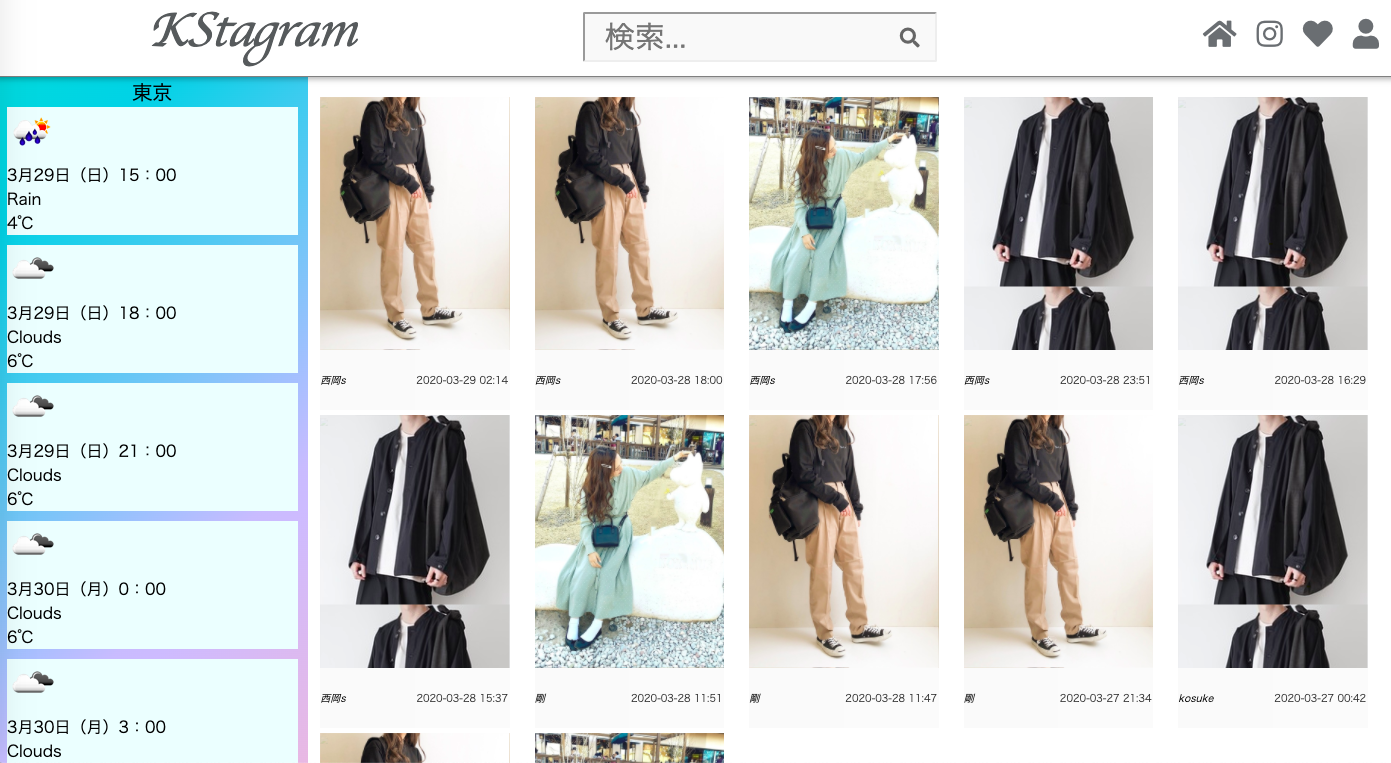 KStagram
検索...
東京
3月29日（日）15：00
Rain
4℃
3月29日（日）18：00
Clouds
6℃
3月29日（日）21：00
Clouds
6℃
3月30日（月）0：00
Clouds
6℃
3月30日（月）3：00
Clouds
西岡s 2020-03-29 02:14
西岡s 2020-03-28 18:00
西岡s 2020-03-28 17:56
西岡s 2020-03-28 23:51
西岡s 2020-03-28 16:29
西岡s 2020-03-28 15:37
剛 2020-03-28 11:51
剛 2020-03-28 11:47
剛 2020-03-27 21:34
kosuke 2020-03-27 00:42